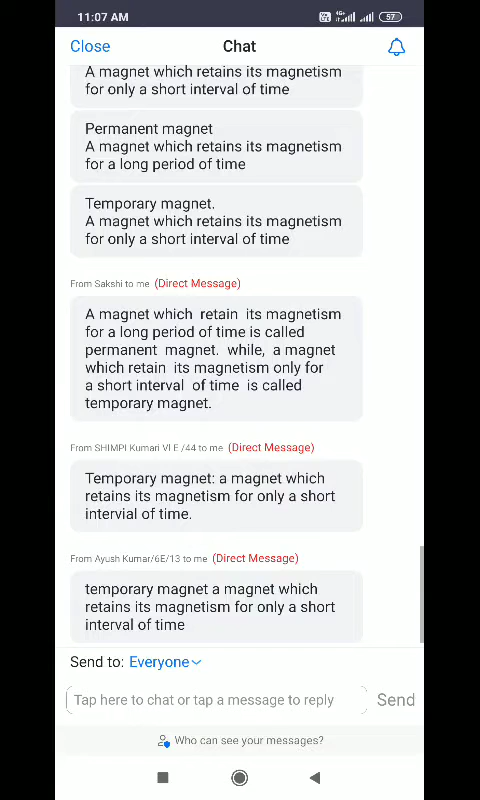 11:07 AM
4G+
57
Close
Chat
A magnet which retains its magnetism
for only a short interval of time
Permanent magnet
A magnet which retains its magnetism
for a long period of time
Temporary magnet.
A magnet which retains its magnetism
for only a short interval of time
From Sakshi to me (Direct Message)
A magnet which retain its magnetism
for a long period of time is called
permanent magnet. while, a magnet
which retain its magnetism only for
a short interval of time is called
temporary magnet.
From SHIMPI Kumari Vl E /44 to me (Direct Message)
Temporary magnet: a magnet which
retains its magnetism for only a short
intervial of time.
From Ayush Kumar/6E/13 to me (Direct Message)
temporary magnet a magnet which
retains its magnetism for only a short
interval of time
Send to: Everyone
Tap here to chat or tap a message to reply
Send
Who can see your messages?